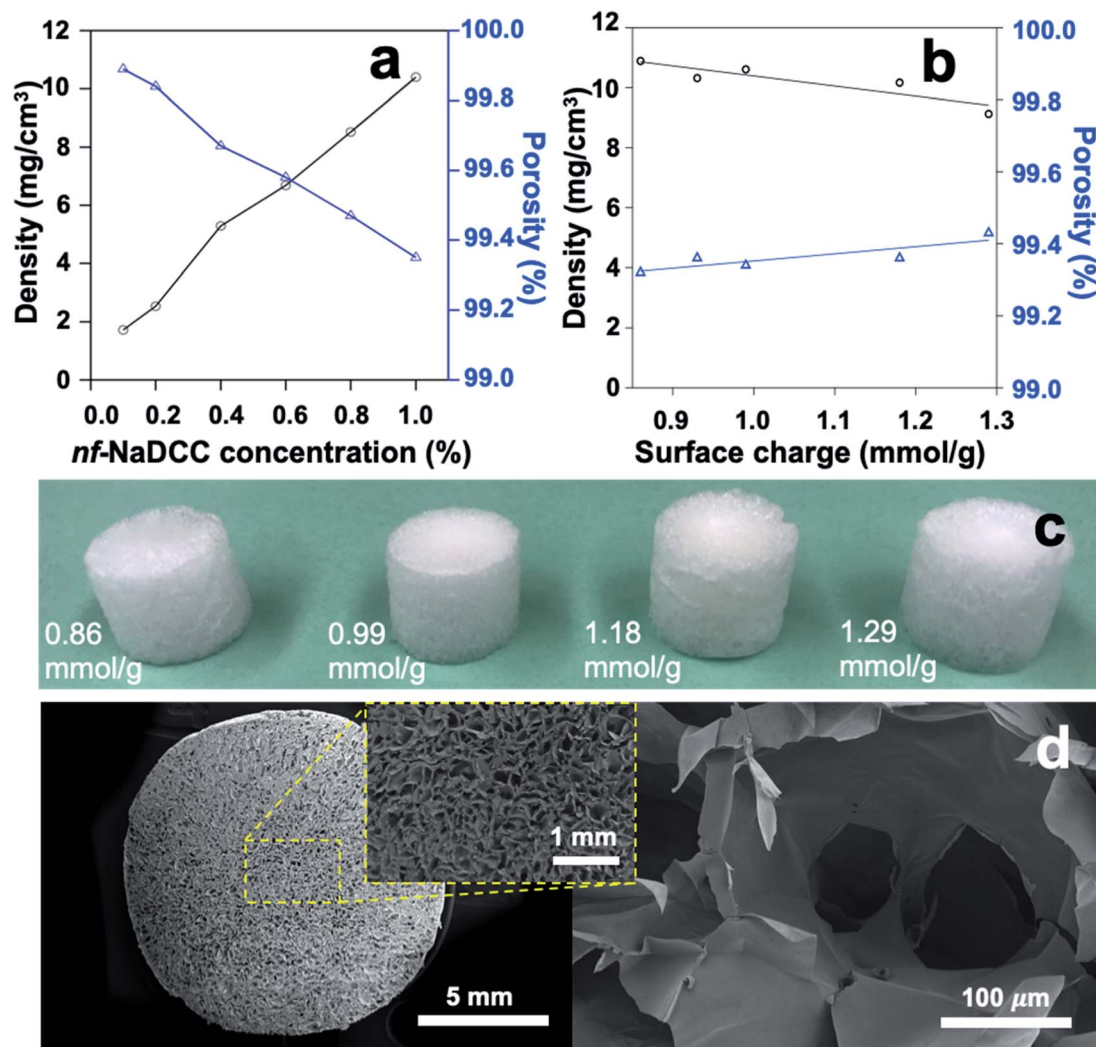 a
12
10
8
6
4
2
0
Density (mg/cm³)
100.0
99.8
99.6
99.4
99.2
99.0
Porosity (%)
0.0 0.2 0.4 0.6 0.8 1.0
nf-NaDCC concentration (%)
b
12
10
8
6
4
2
0
Density (mg/cm³)
100.0
99.8
99.6
99.4
99.2
99.0
Porosity (%)
0.9 1.0 1.1 1.2 1.3
Surface charge (mmol/g)
c
0.86
mmol/g
0.99
mmol/g
1.18
mmol/g
1.29
mmol/g
d
1 mm
5 mm
100 µm